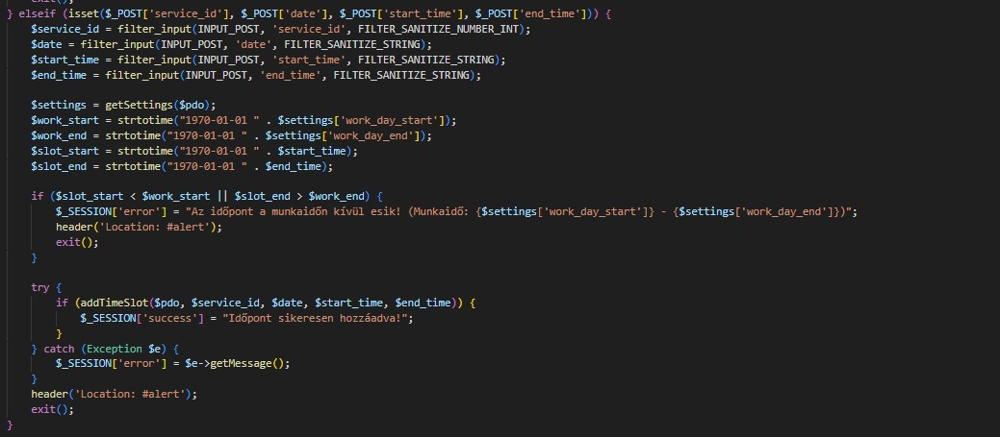 exit();
} elseif (isset($_POST['service_id'], $_POST['date'], $_POST['start_time'], $_POST['end_time'])) {
$service_id = filter_input(INPUT_POST, 'service_id', FILTER_SANITIZE_NUMBER_INT);
$date = filter_input(INPUT_POST, 'date', FILTER_SANITIZE_STRING);
$start_time = filter_input(INPUT_POST, 'start_time', FILTER_SANITIZE_STRING);
$end_time = filter_input(INPUT_POST, 'end_time', FILTER_SANITIZE_STRING);
$settings = getSettings($pdo);
$work_start = strtotime("1970-01-01 " . $settings['work_day_start']);
$work_end = strtotime("1970-01-01 " . $settings['work_day_end']);
$slot_start = strtotime("1970-01-01 " . $start_time);
$slot_end = strtotime("1970-01-01 " . $end_time);
if ($slot_start < $work_start || $slot_end > $work_end) {
$_SESSION['error'] = "Az időpont a munkaidőn kívül esik! (Munkaidő: {$settings['work_day_start']} - {$settings['work_day_end']})";
header('Location: #alert');
exit();
}
try {
if (addTimeSlot($pdo, $service_id, $date, $start_time, $end_time)) {
$_SESSION['success'] = "Időpont sikeresen hozzáadva!";
}
} catch (Exception $e) {
$_SESSION['error'] = $e->getMessage();
}
header('Location: #alert');
exit();
}